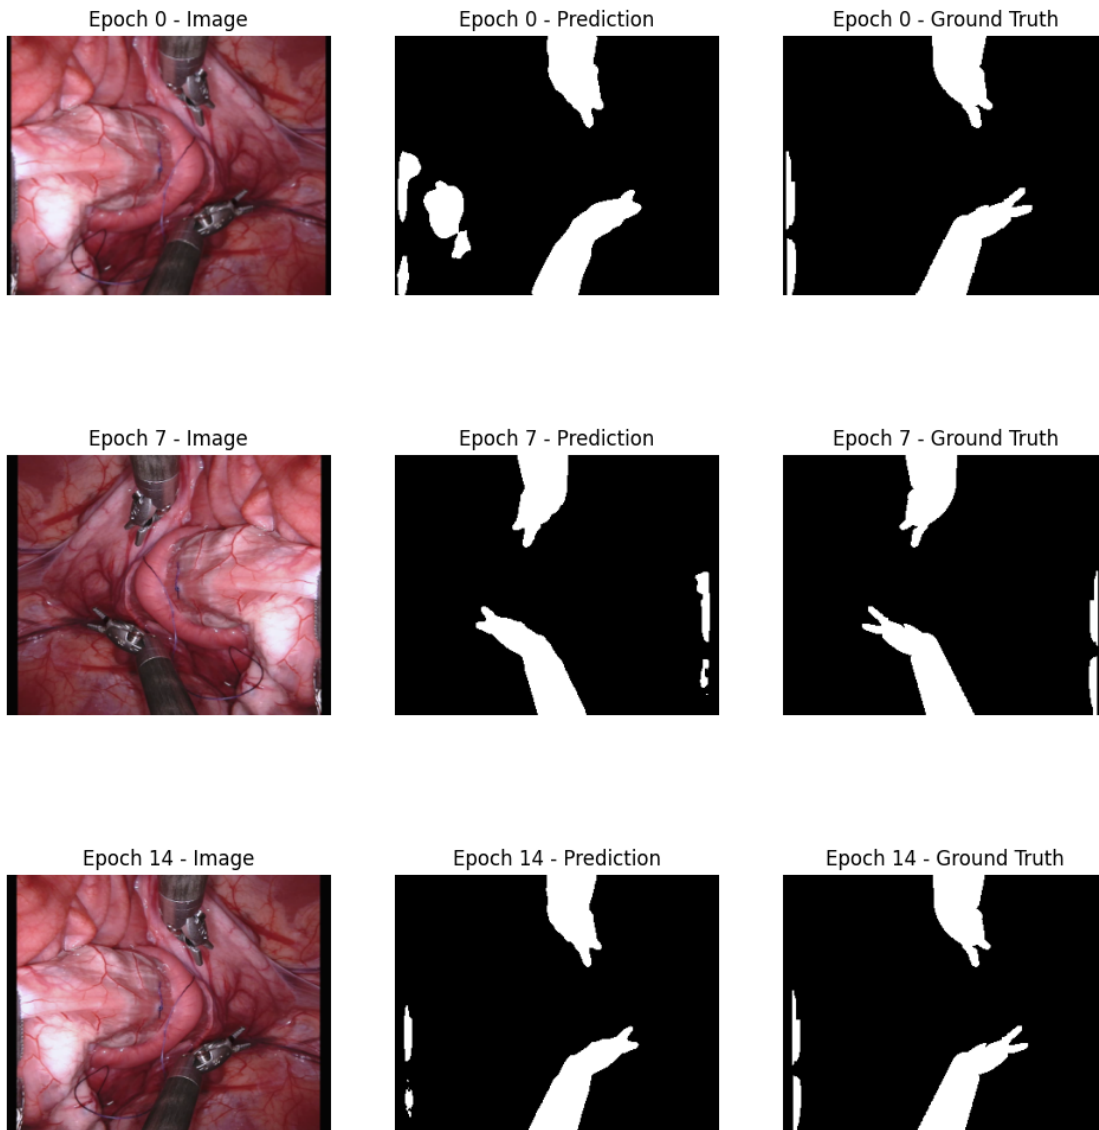 Epoch 0 - Image
Epoch 0 - Prediction
Epoch 0 - Ground Truth
Epoch 7 - Image
Epoch 7 - Prediction
Epoch 7 - Ground Truth
Epoch 14 - Image
Epoch 14 - Prediction
Epoch 14 - Ground Truth